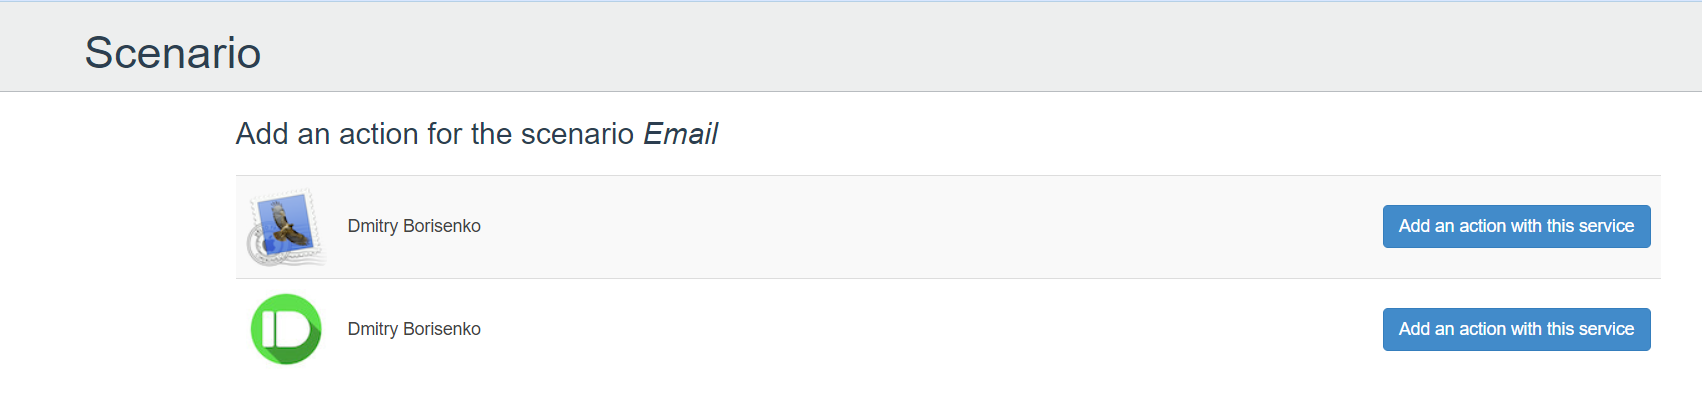 Scenario
Add an action for the scenario Email
Dmitry Borisenko
Add an action with this service
Dmitry Borisenko
Add an action with this service